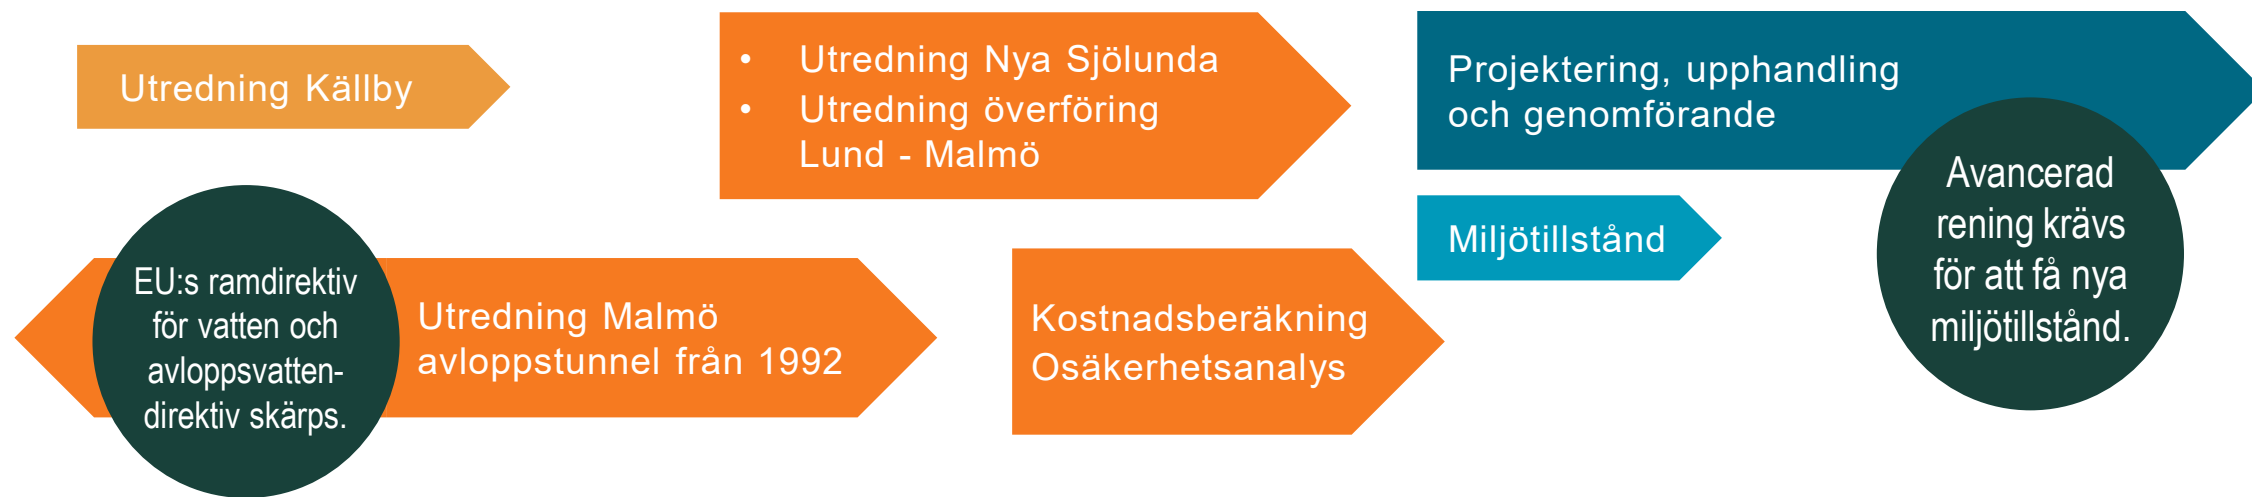 Utredning Källby
• Utredning Nya Sjölunda
• Utredning överföring
Lund - Malmö
Projektering, upphandling
och genomförande
Miljötillstånd
Avancerad
rening krävs
för att få nya
miljötillstånd.
EU:s ramdirektiv
för vatten och
avloppsvatten-
direktiv skärps.
Utredning Malmö
avloppstunnel från 1992
Kostnadsberäkning
Osäkerhetsanalys